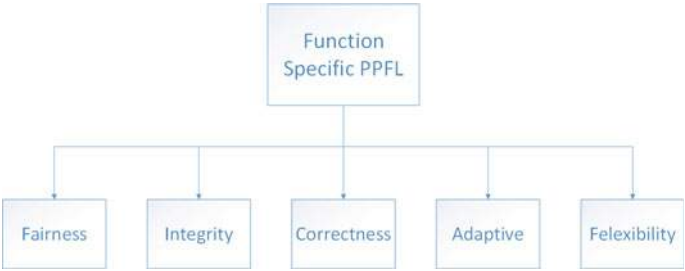 Function
Specific PPFL
Fairness
Integrity
Correctness
Adaptive
Felexibility